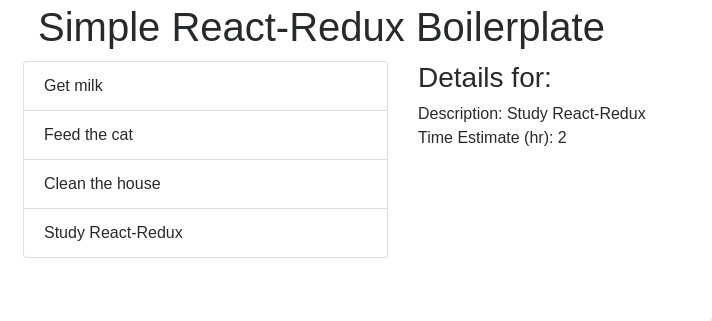 Simple React-Redux Boilerplate
Get milk
Feed the cat
Clean the house
Study React-Redux
Details for:
Description: Study React-Redux
Time Estimate (hr): 2